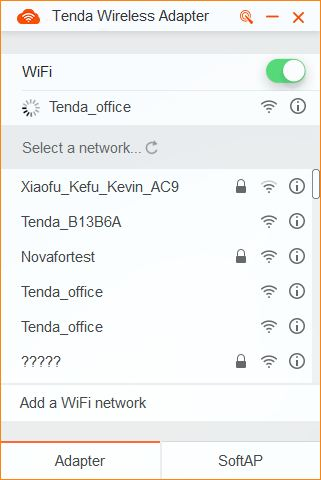 Tenda Wireless Adapter
WiFi
Tenda_office
Select a network...
Xiaofu_Kefu_Kevin_AC9
Tenda_B13B6A
Novafortest
Tenda_office
Tenda_office
?????
Add a WiFi network
Adapter SoftAP